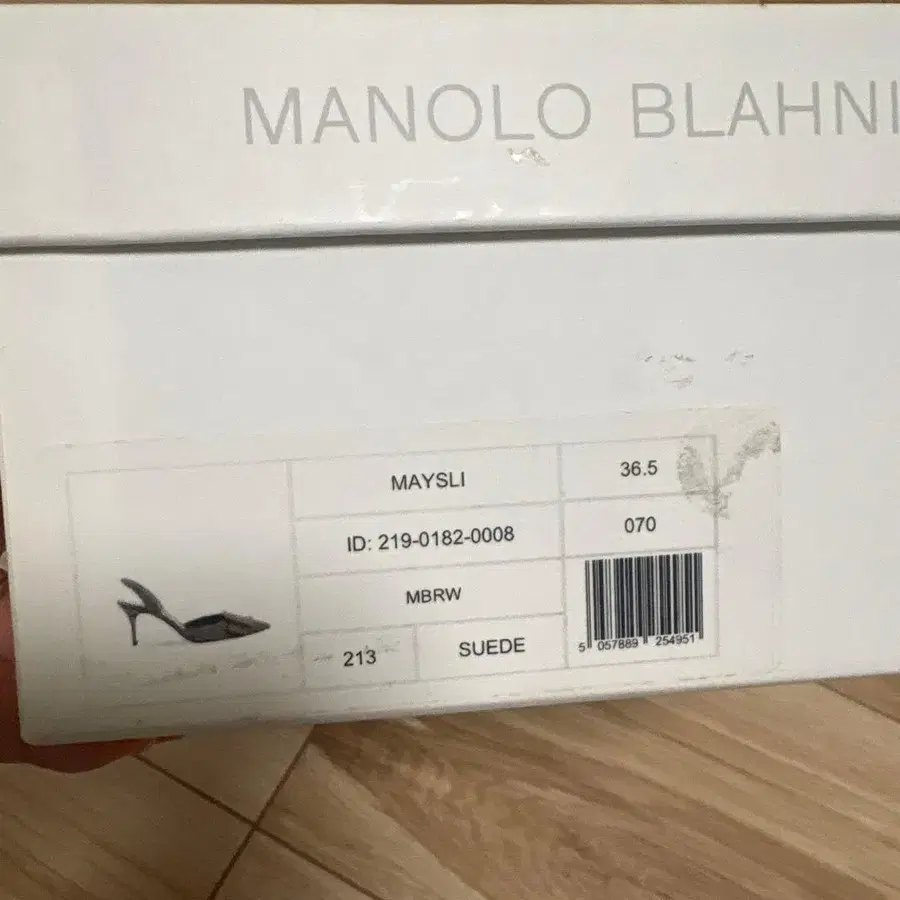 MANOLO BLAHNI
MAYSLI
36.5
ID: 219-0182-0008
070
MBRW
213
SUEDE
5 057889 254951